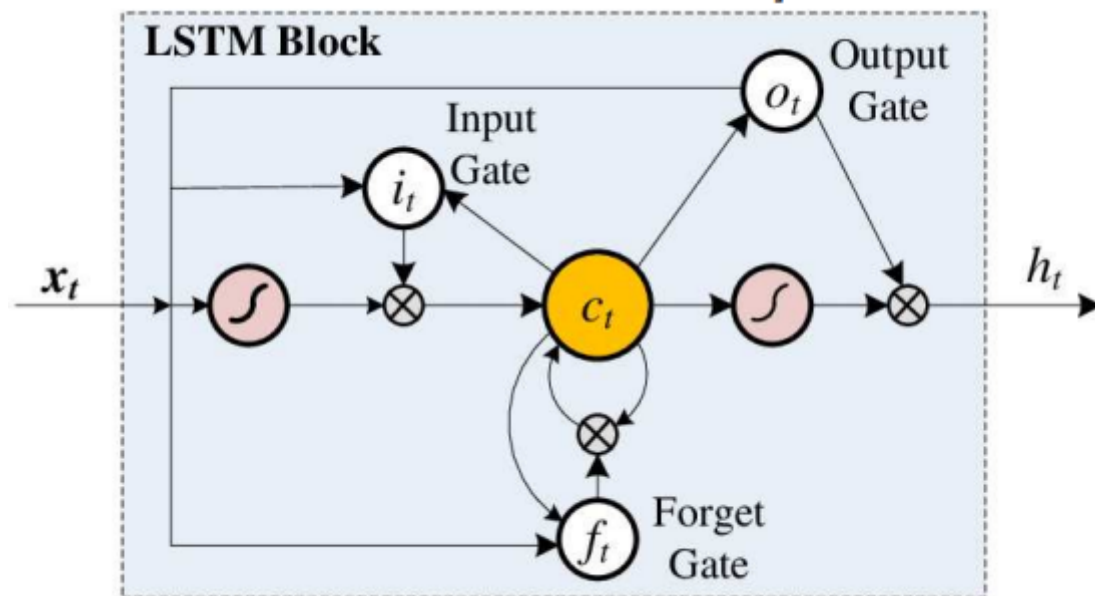 LSTM Block
Output
Gate
o_t
Input
Gate
i_t
x_t
c_t
h_t
f_t
Forget
Gate